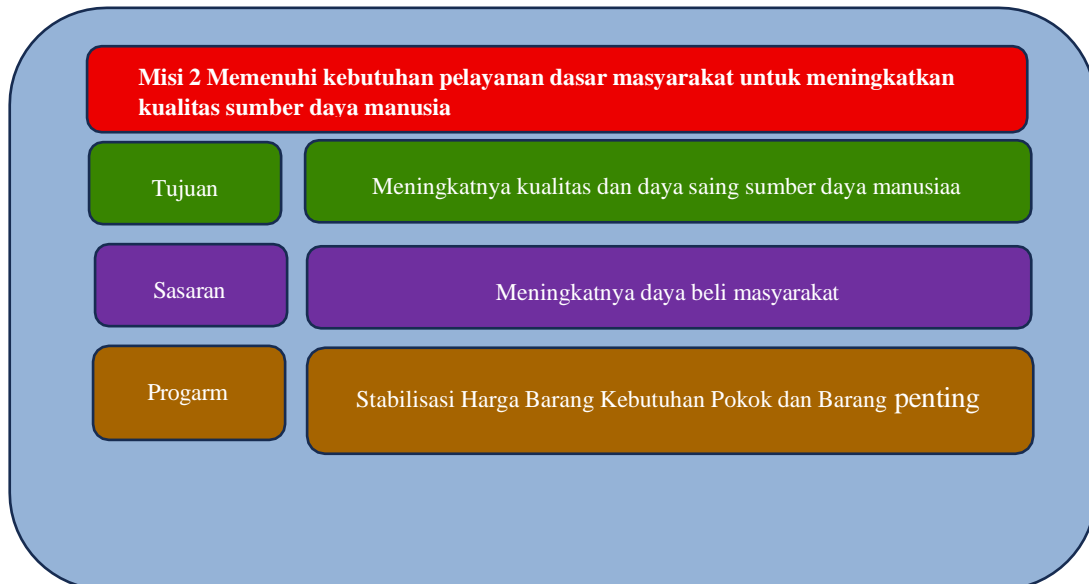 Misi 2 Memenuhi kebutuhan pelayanan dasar masyarakat untuk meningkatkan
kualitas sumber daya manusia
Tujuan
Meningkatnya kualitas dan daya saing sumber daya manusiaa
Sasaran
Meningkatnya daya beli masyarakat
Progarm
Stabilisasi Harga Barang Kebutuhan Pokok dan Barang penting